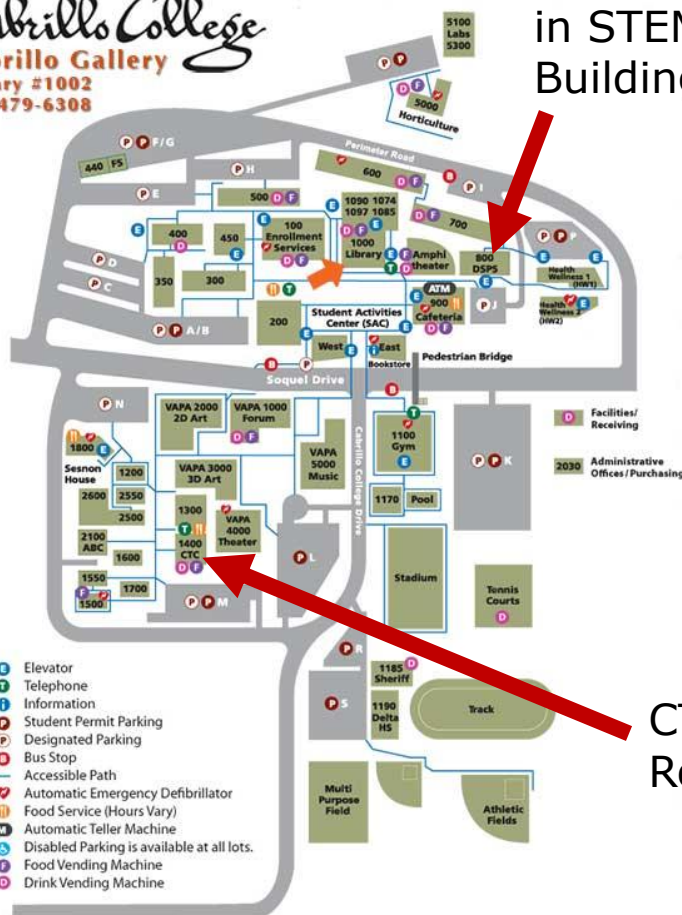 brillo College
rillo Gallery
ary #1002
479-6308
in STEM
Building
5100
Labs
5300
P P
D F
5000
Horticulture
P P F/G
440 FS
P H
P E
Perimeter Road
600
D F
B
P I
500 D F
E
1090 1074
1097 1085
D F E
1000
Library
D F
700
P P P
E
400
D
450
E
E
100
Enrollment
Services
D F
E F
T D
Amphi
theater
800
DSPS
E
E
E
Health
Wellness 1
(HW1)
P D
P C
350
300
ATM
E
900
Cafeteria
D F
P J
Health
Wellness 2
(HW2)
E
T
P P A/B
200
Student Activities
Center (SAC)
E
E
West
E
East
i
Bookstore
Pedestrian Bridge
B
P
Soquel Drive
B
P N
VAPA 2000
2D Art
VAPA 1000
Forum
D F
T
1100
Gym
E
P P K
D Facilities/
Receiving
2030 Administrative
Offices/Purchasing
1800 E
Sesnon
House
VAPA
5000
Music
Cabrillo College Drive
1200
VAPA 3000
3D Art
2600
2550
2500
1300
T
1400
CTC
D F
VAPA
4000
Theater
1170
Pool
2100
ABC
1600
P L
1550
F
1500
1700
P P M
Stadium
Tennis
Courts
D
P R
1185
Sheriff
D
P S
1190
Delta
HS
Track
CT
Re
Multi
Purpose
Field
Athletic
Fields
E Elevator
T Telephone
i Information
P Student Permit Parking
P Designated Parking
B Bus Stop
Accessible Path
Automatic Emergency Defibrillator
Food Service (Hours Vary)
M Automatic Teller Machine
Disabled Parking is available at all lots.
F Food Vending Machine
D Drink Vending Machine